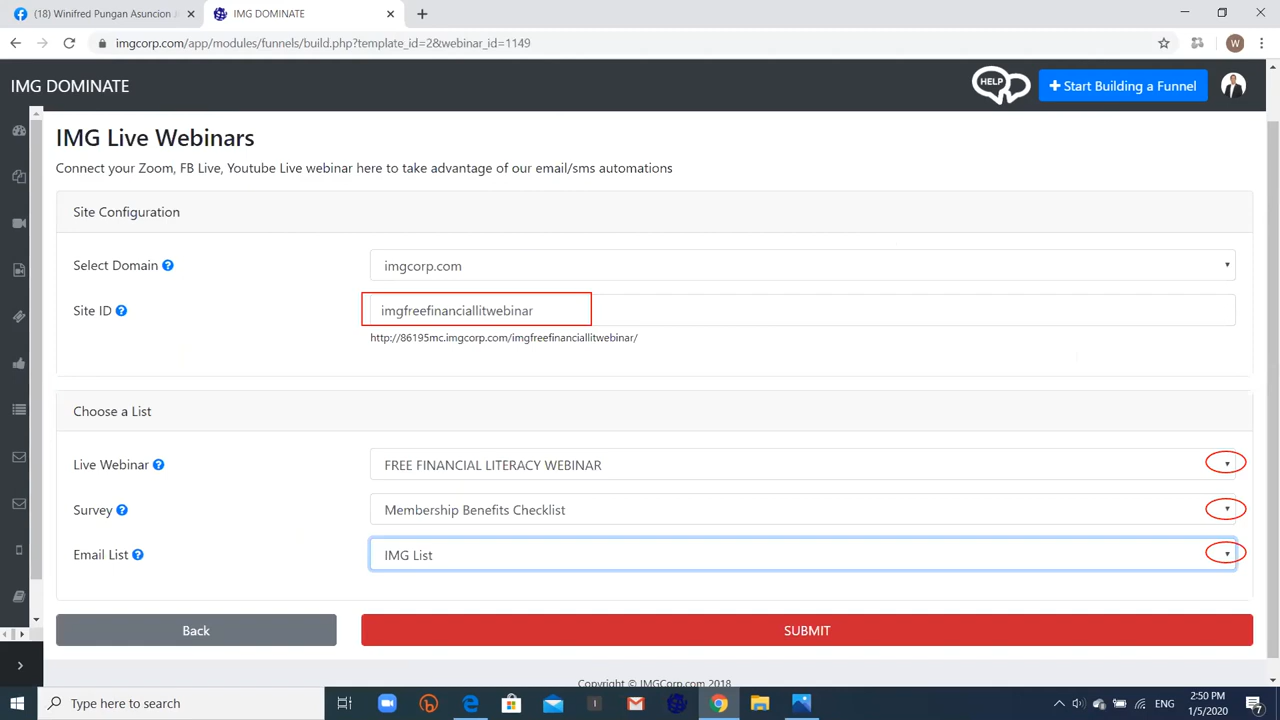 (18) Winifred Pungan Asuncion
IMG DOMINATE
imgcorp.com/app/modules/funnels/build.php?template_id=2&webinar_id=1149
W
IMG DOMINATE
HELP
Start Building a Funnel
IMG Live Webinars
Connect your Zoom, FB Live, Youtube Live webinar here to take advantage of our email/sms automations
Site Configuration
Select Domain ?
imgcorp.com
Site ID ?
imgfreefinanciallitwebinar
http://86195mc.imgcorp.com/imgfreefinanciallitwebinar/
Choose a List
Live Webinar ?
FREE FINANCIAL LITERACY WEBINAR
Survey ?
Membership Benefits Checklist
Email List ?
IMG List
Back
SUBMIT
Copyright © IMGCorp.com 2018
Type here to search
ENG
2:50 PM
1/5/2020
7